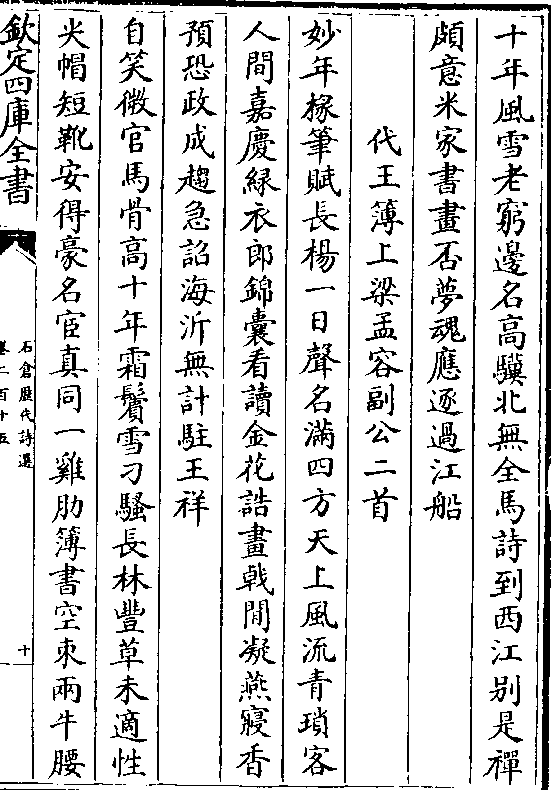 十年風雪老窮邊名高驥北無全馬詩到西江别是禪
頗意米家書畫否夢魂應逐過江船
代王簿上梁孟容副公二首
妙年椽筆賦長楊一日聲名滿四方天上風流青瑣客
人間嘉慶緑衣郎錦囊看讀金花誥畫㦸閒凝燕寢香
預恐政成趨急詔海沂無計駐王祥
自笑微官馬骨高十年霜鬢雪刁騷長林豐草未適性
尖帽短靴安得豪名宦真同一雞肋簿書空束兩牛腰
欽定四庫全書
石倉歷代詩選
卷二百十五
十